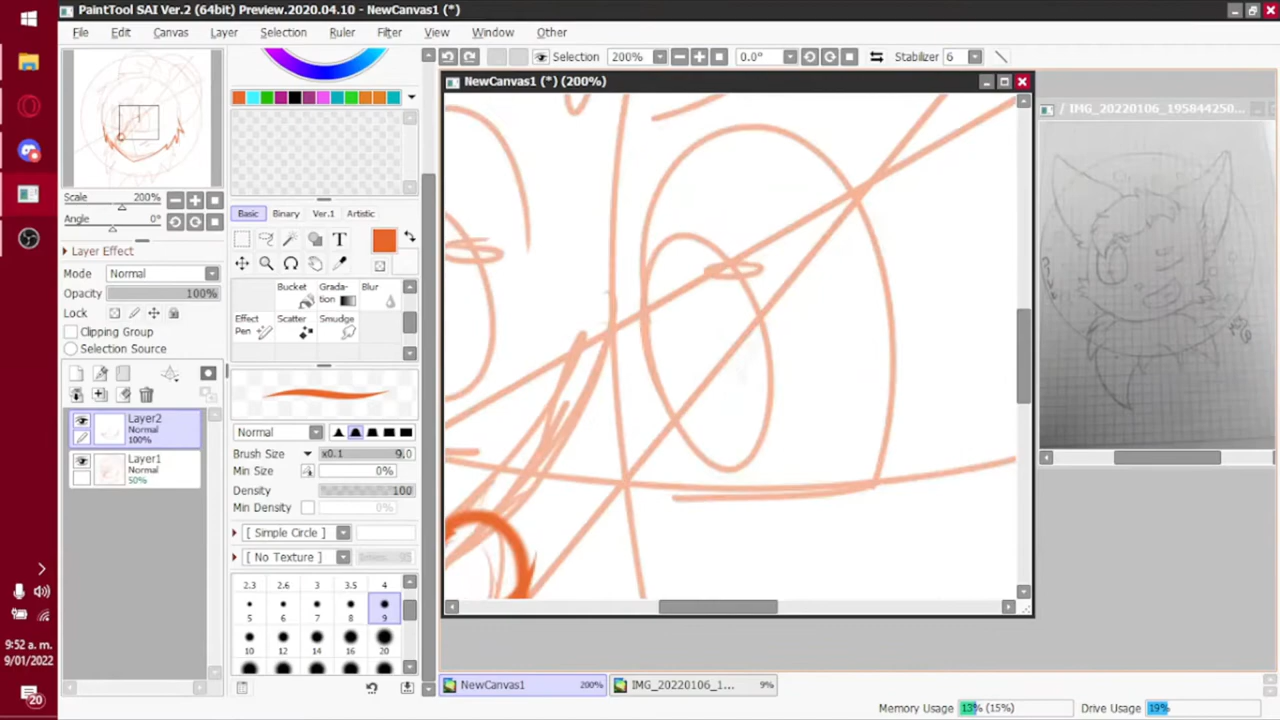 PaintTool SAI Ver.2 (64bit) Preview.2020.04.10 - NewCanvas1 (*)
File Edit Canvas Layer Selection Ruler Filter View Window Other
Selection 200% 0.0° Stabilizer 6
NewCanvas1 (*) (200%)
/ IMG_20220106_195844250...
Scale 200%
Angle 0°
Layer Effect
Mode Normal
Opacity 100%
Lock
Clipping Group
Selection Source
Layer2
Normal
100%
Layer1
Normal
50%
Basic Binary Ver.1 Artistic
T
Bucket Grada-tion Blur
Effect Pen Scatter Smudge
Normal
Brush Size x0.1 9.0
Min Size 0%
Density 100
Min Density 0%
[ Simple Circle ]
[ No Texture ]
2.3 2.6 3 3.5 4
5 6 7 8 9
10 12 14 16 20
NewCanvas1 200% IMG_20220106_1... 9%
Memory Usage 13% (15%) Drive Usage 19%
9:52 a. m.
9/01/2022
20